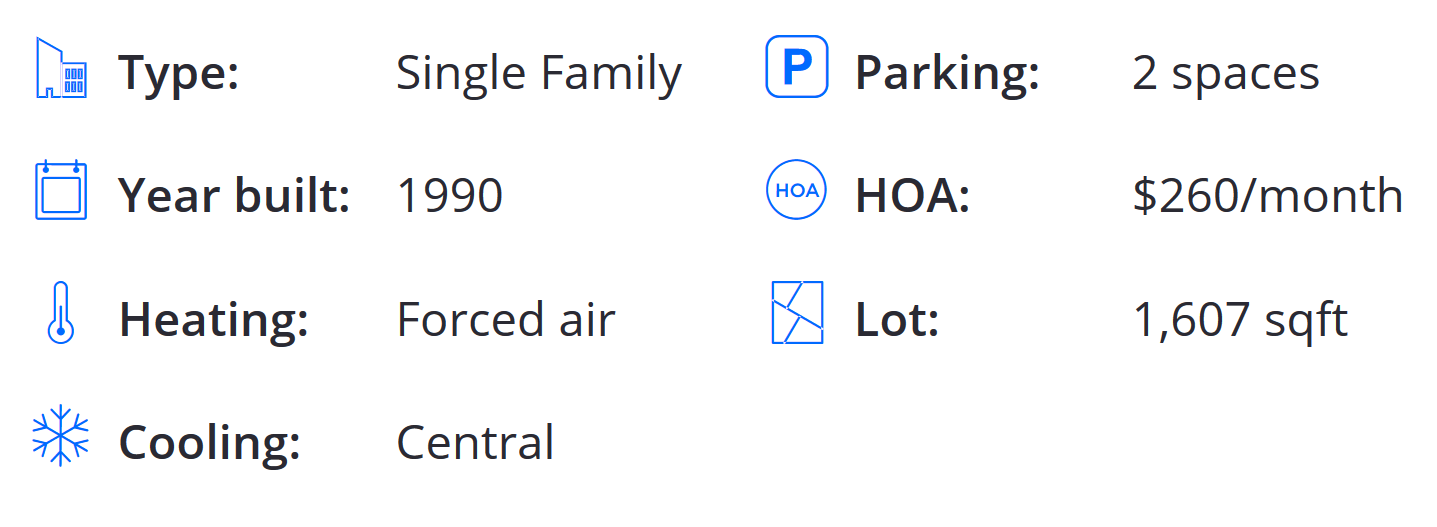 Type: Single Family
Parking: 2 spaces
Year built: 1990
HOA HOA: $260/month
Heating: Forced air
Lot: 1,607 sqft
Cooling: Central